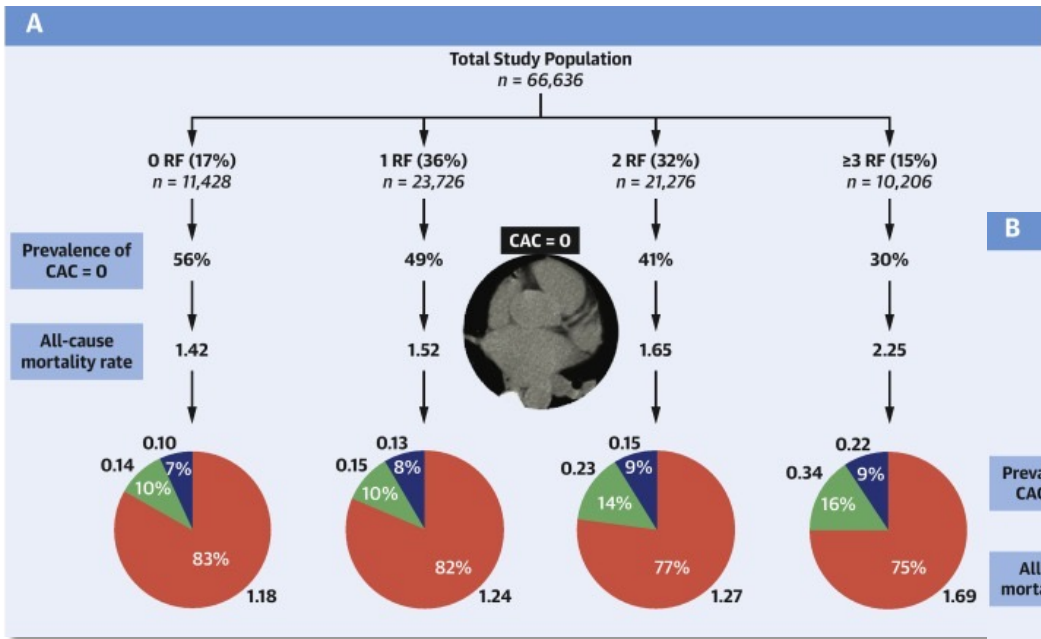 A
Total Study Population
n = 66,636
0 RF (17%)
n = 11,428
1 RF (36%)
n = 23,726
2 RF (32%)
n = 21,276
≥3 RF (15%)
n = 10,206
B
CAC = 0
Prevalence of
CAC = 0
56%
49%
41%
30%
All-cause
mortality rate
1.42
1.52
1.65
2.25
0.10
0.14
7%
10%
83%
1.18
0.13
0.15
8%
10%
82%
1.24
0.15
0.23
9%
14%
77%
1.27
0.22
0.34
9%
16%
75%
1.69